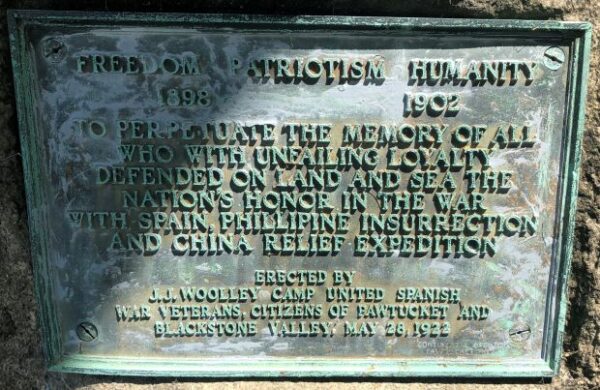 FREEDOM PATRIOTISM HUMANITY
1898 1902
TO PERPETUATE THE MEMORY OF ALL
WHO WITH UNFAILING LOYALTY
DEFENDED ON LAND AND SEA THE
NATION'S HONOR IN THE WAR
WITH SPAIN, PHILLIPINE INSURRECTION
AND CHINA RELIEF EXPEDITION
ERECTED BY
J.J. WOOLLEY CAMP UNITED SPANISH
WAR VETERANS, CITIZENS OF PAWTUCKET AND
BLACKSTONE VALLEY, MAY 28, 1922